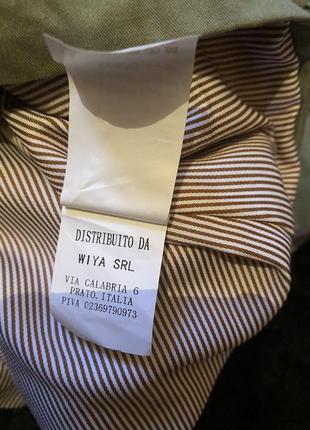 DISTRIBUITO DA
WIYA SRL
VIA CALABRIA 6
PRATO, ITALIA
PIVA 02369790973